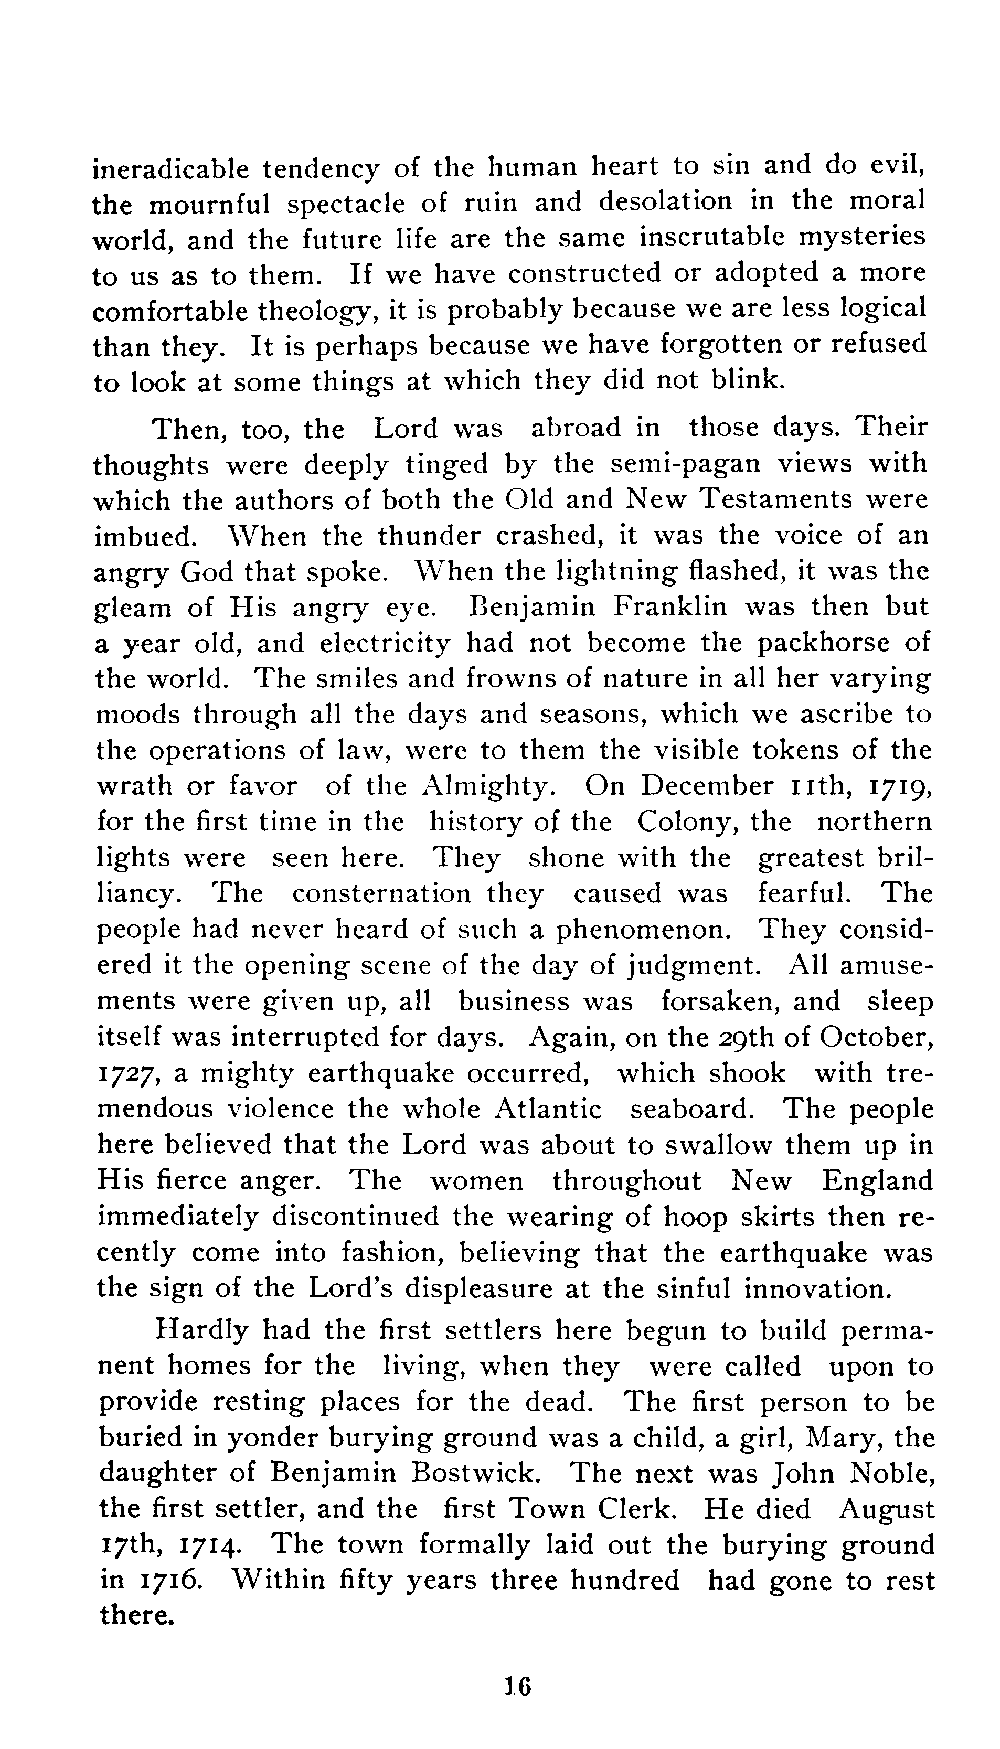 ineradicable tendency of the human heart to sin and do evil,
the mournful spectacle of ruin and desolation in the moral
world, and the future life are the same inscrutable mysteries
to us as to them. If we have constructed or adopted a more
comfortable theology, it is probably because we are less logical
than they. It is perhaps because we have forgotten or refused
to look at some things at which they did not blink.
Then, too, the Lord was abroad in those days. Their
thoughts were deeply tinged by the semi-pagan views with
which the authors of both the Old and New Testaments were
imbued. When the thunder crashed, it was the voice of an
angry God that spoke. When the lightning flashed, it was the
gleam of His angry eye. Benjamin Franklin was then but
a year old, and electricity had not become the packhorse of
the world. The smiles and frowns of nature in all her varying
moods through all the days and seasons, which we ascribe to
the operations of law, were to them the visible tokens of the
wrath or favor of the Almighty. On December 11th, 1719,
for the first time in the history of the Colony, the northern
lights were seen here. They shone with the greatest bril-
liancy. The consternation they caused was fearful. The
people had never heard of such a phenomenon. They consid-
ered it the opening scene of the day of judgment. All amuse-
ments were given up, all business was forsaken, and sleep
itself was interrupted for days. Again, on the 29th of October,
1727, a mighty earthquake occurred, which shook with tre-
mendous violence the whole Atlantic seaboard. The people
here believed that the Lord was about to swallow them up in
His fierce anger. The women throughout New England
immediately discontinued the wearing of hoop skirts then re-
cently come into fashion, believing that the earthquake was
the sign of the Lord's displeasure at the sinful innovation.
Hardly had the first settlers here begun to build perma-
nent homes for the living, when they were called upon to
provide resting places for the dead. The first person to be
buried in yonder burying ground was a child, a girl, Mary, the
daughter of Benjamin Bostwick. The next was John Noble,
the first settler, and the first Town Clerk. He died August
17th, 1714. The town formally laid out the burying ground
in 1716. Within fifty years three hundred had gone to rest
there.
16